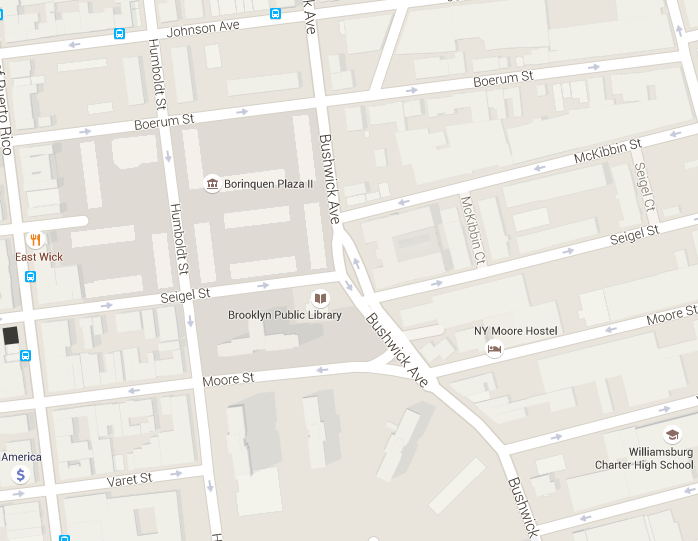 Johnson Ave
k Ave
Humboldt St
Boerum St
of Puerto Rico
Boerum St
Bushwick Ave
McKibbin St
Seigel Ct
Borinquen Plaza II
McKibbin Ct
Humboldt St
Seigel St
East Wick
Seigel St
Brooklyn Public Library
Moore St
NY Moore Hostel
Bushwick Ave
Moore St
America
$
Williamsburg
Charter High School
Varet St
Bushwick
H